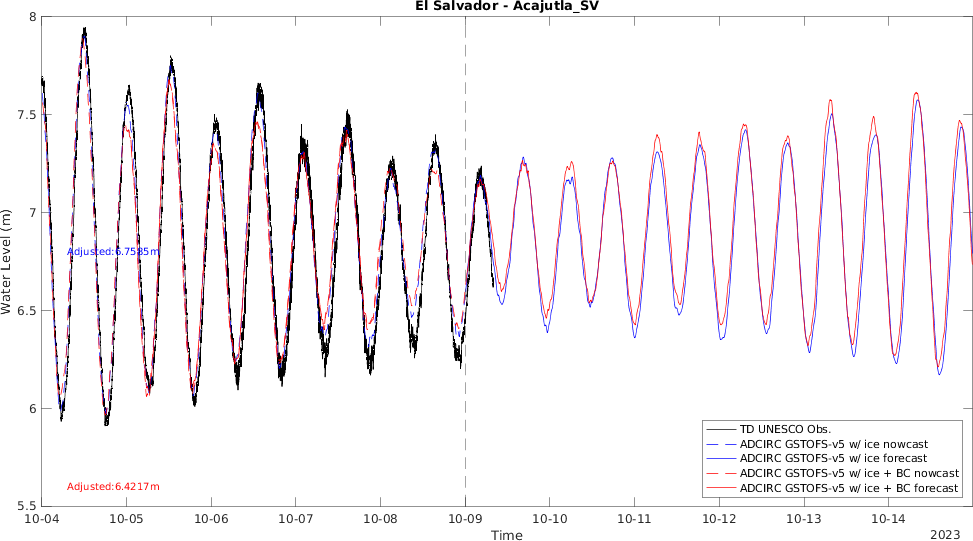 El Salvador - Acajutla_SV
8
7.5
7
6.5
6
5.5
Water Level (m)
Adjusted:6.7585m
Adjusted:6.4217m
TD UNESCO Obs.
ADCIRC GSTOFS-v5 w/ ice nowcast
ADCIRC GSTOFS-v5 w/ ice forecast
ADCIRC GSTOFS-v5 w/ ice + BC nowcast
ADCIRC GSTOFS-v5 w/ ice + BC forecast
10-04 10-05 10-06 10-07 10-08 10-09 10-10 10-11 10-12 10-13 10-14
Time
2023